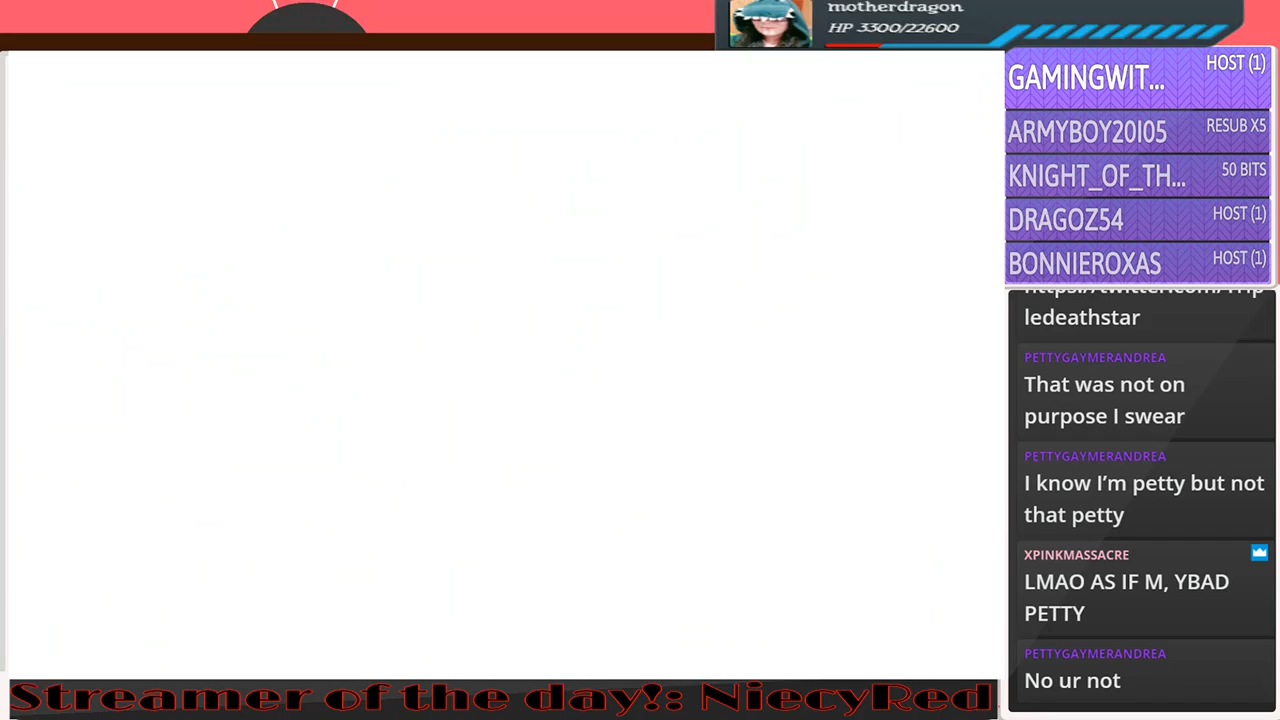 motherdragon
HP 3300/22600
GAMINGWIT... HOST (1)
ARMYBOY20105 RESUB X5
KNIGHT_OF_TH... 50 BITS
DRAGOZ54 HOST (1)
BONNIEROXAS HOST (1)
ledeathstar
PETTYGAYMERANDREA
That was not on
purpose I swear
PETTYGAYMERANDREA
I know I’m petty but not
that petty
XPINKMASSACRE
LMAO AS IF M, YBAD
PETTY
PETTYGAYMERANDREA
No ur not
Streamer of the day!: NiecyRed